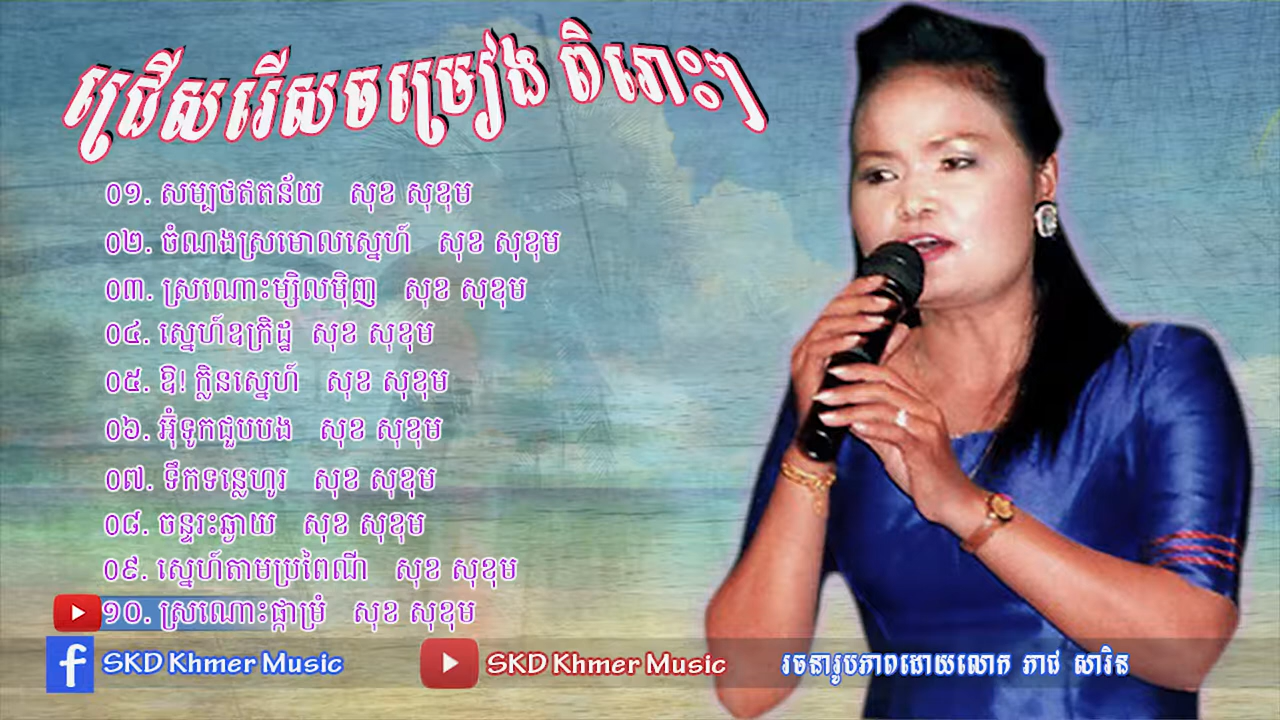 ជ្រើសរើសចម្រៀង ពិរោះៗ
០១. សម្បថឥតន័យ សុខ សុខុម
០២. ចំណងស្រមោលស្នេហ៍ សុខ សុខុម
០៣. ស្រណោះម្សិលម៉ិញ សុខ សុខុម
០៤. ស្នេហ៍ឧក្រិដ្ឋ សុខ សុខុម
០៥. ឱ! ក្លិនស្នេហ៍ សុខ សុខុម
០៦. អ៊ុំទូកជួបបង សុខ សុខុម
០៧. ទឹកទន្លេហូរ សុខ សុខុម
០៨. ចន្ទរះឆ្ងាយ សុខ សុខុម
០៩. ស្នេហ៍តាមប្រពៃណី សុខ សុខុម
១០. ស្រណោះផ្កាម្រំ សុខ សុខុម
SKD Khmer Music SKD Khmer Music រចនារូបភាពដោយលោក ភាជ សារិន